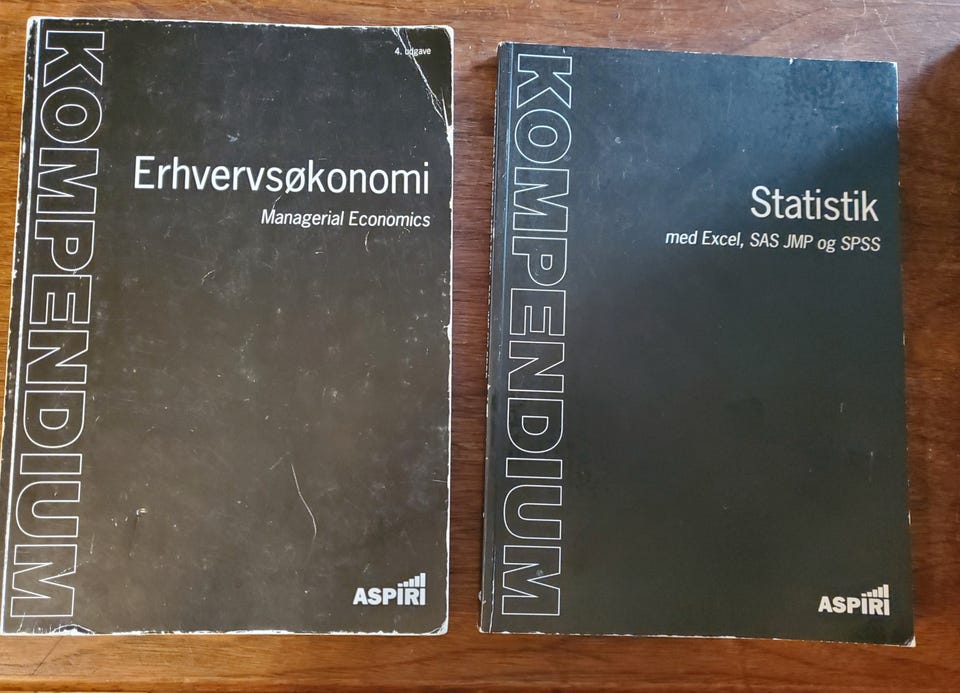 KOMPENDIUM
4. udgave
Erhvervsøkonomi
Managerial Economics
ASPIRI
KOMPENDIUM
Statistik
med Excel, SAS JMP og SPSS
ASPIRI